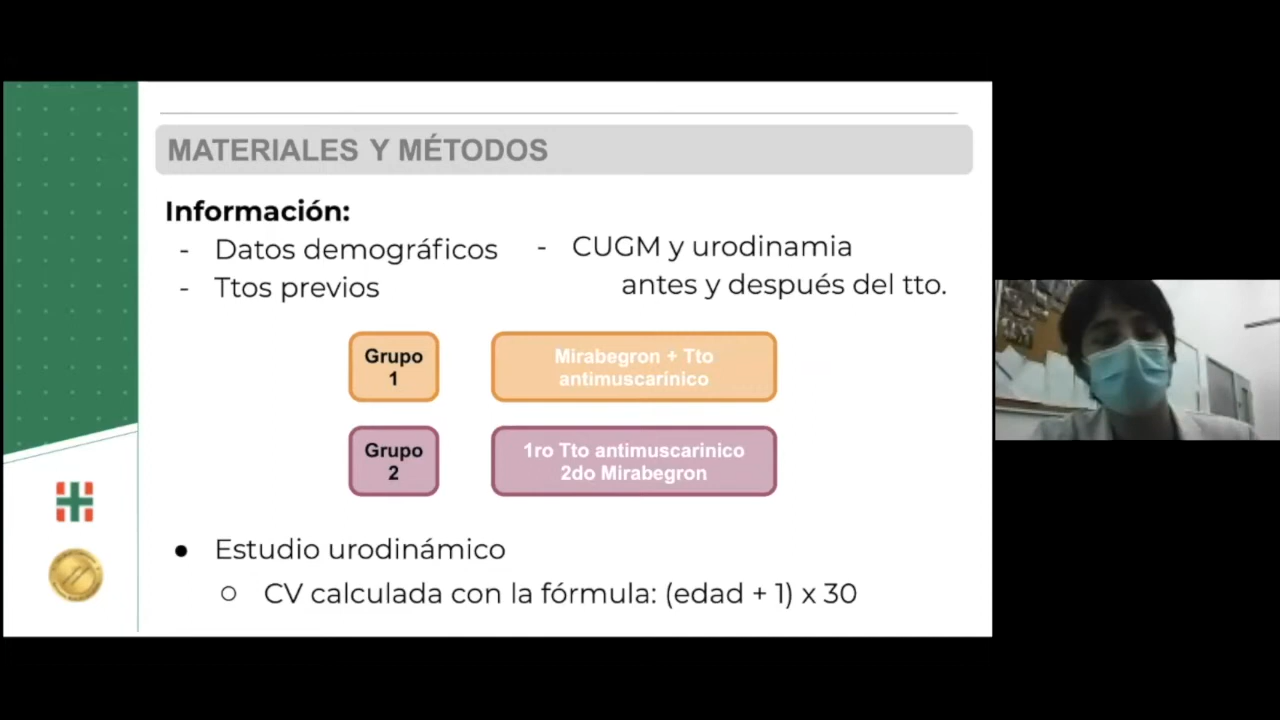 MATERIALES Y MÉTODOS
Información:
- Datos demográficos
- Ttos previos
- CUGM y urodinamia
antes y después del tto.
Grupo
1
Mirabegron + Tto
antimuscarínico
Grupo
2
1ro Tto antimuscarinico
2do Mirabegron
● Estudio urodinámico
○ CV calculada con la fórmula: (edad + 1) x 30